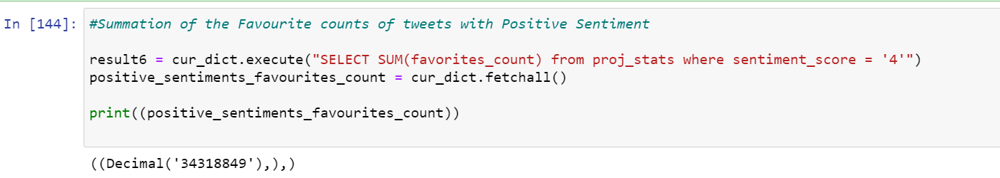 In [144]: #Summation of the Favourite counts of tweets with Positive Sentiment
result6 = cur_dict.execute("SELECT SUM(favorites_count) from proj_stats where sentiment_score = '4'")
positive_sentiments_favourites_count = cur_dict.fetchall()
print((positive_sentiments_favourites_count))
((Decimal('34318849'),),)